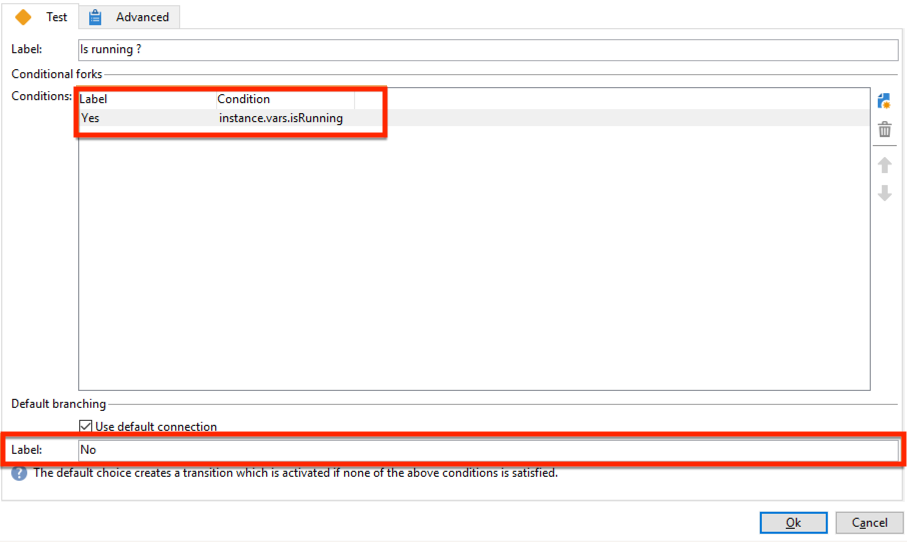 Test Advanced
Label: Is running ?
Conditional forks
Conditions: Label Condition
Yes instance.vars.isRunning
Default branching
Use default connection
Label: No
? The default choice creates a transition which is activated if none of the above conditions is satisfied.
Ok Cancel